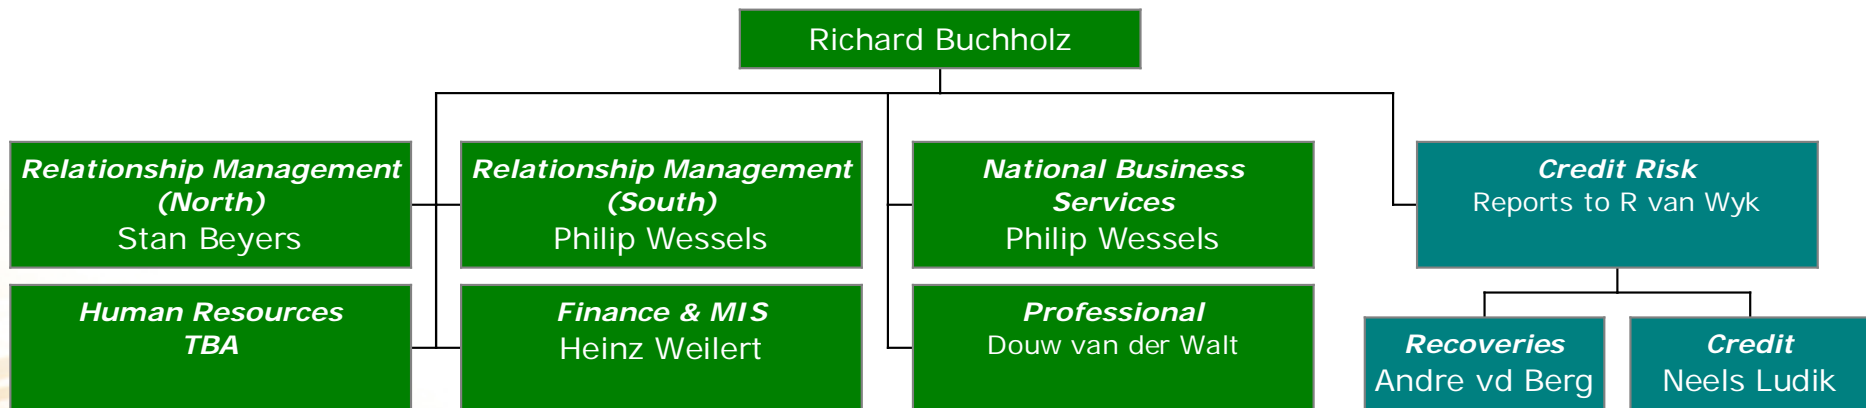 Richard Buchholz
Relationship Management
(North)
Stan Beyers
Relationship Management
(South)
Philip Wessels
National Business
Services
Philip Wessels
Credit Risk
Reports to R van Wyk
Human Resources
TBA
Finance & MIS
Heinz Weilert
Professional
Douw van der Walt
Recoveries
Andre vd Berg
Credit
Neels Ludik